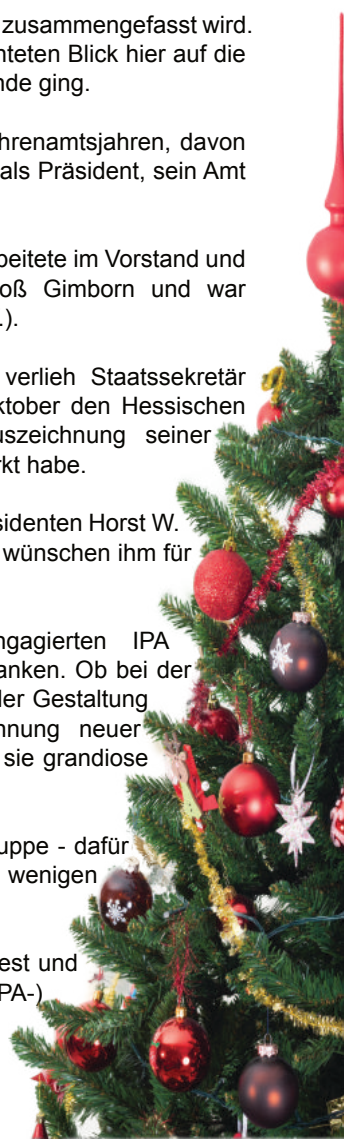 zusammengefasst wird.
hteten Blick hier auf die
nde ging.
hrenamtsjahren, davon
als Präsident, sein Amt
beitete im Vorstand und
oß Gimborn und war
.).
verlieh Staatssekretär
ktober den Hessischen
uszeichnung seiner
rkt habe.
sidenten Horst W.
wünschen ihm für
ngagierten IPA
anken. Ob bei der
der Gestaltung
nnung neuer
sie grandiose
uppe - dafür
wenigen
est und
PA-)